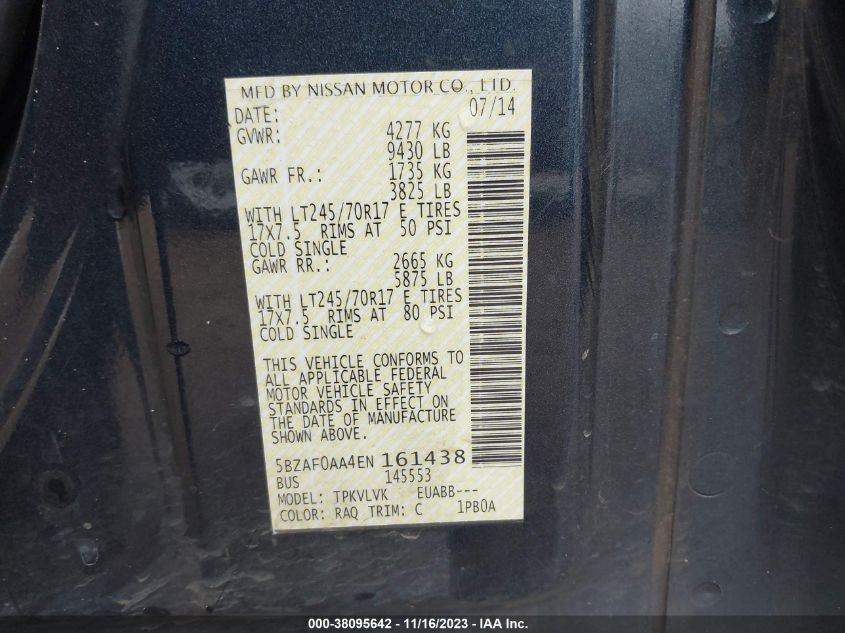 MFD BY NISSAN MOTOR CO., LTD.
DATE: 07/14
GVWR: 4277 KG
9430 LB
GAWR FR.: 1735 KG
3825 LB
WITH LT245/70R17 E TIRES
17X7.5 RIMS AT 50 PSI
COLD SINGLE
GAWR RR.: 2665 KG
5875 LB
WITH LT245/70R17 E TIRES
17X7.5 RIMS AT 80 PSI
COLD SINGLE
THIS VEHICLE CONFORMS TO
ALL APPLICABLE FEDERAL
MOTOR VEHICLE SAFETY
STANDARDS IN EFFECT ON
THE DATE OF MANUFACTURE
SHOWN ABOVE.
5BZAF0AA4EN 161438
BUS 145553
MODEL: TPKVLVK EUABB---
COLOR: RAQ TRIM: C 1PB0A
000-38095642 - 11/16/2023 - IAA Inc.